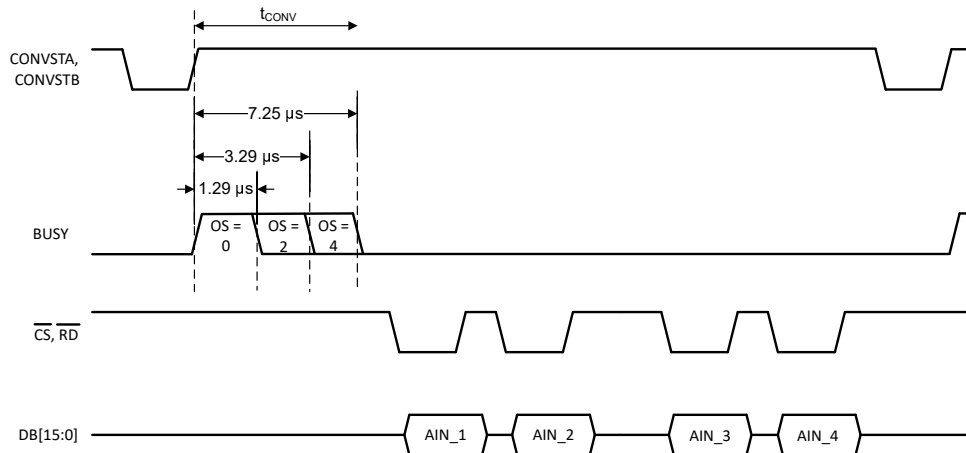 tCONV
CONVSTA,
CONVSTB
7.25 µs
3.29 µs
1.29 µs
BUSY
OS =
0
OS =
2
OS =
4
CS, RD
DB[15:0]
AIN_1
AIN_2
AIN_3
AIN_4